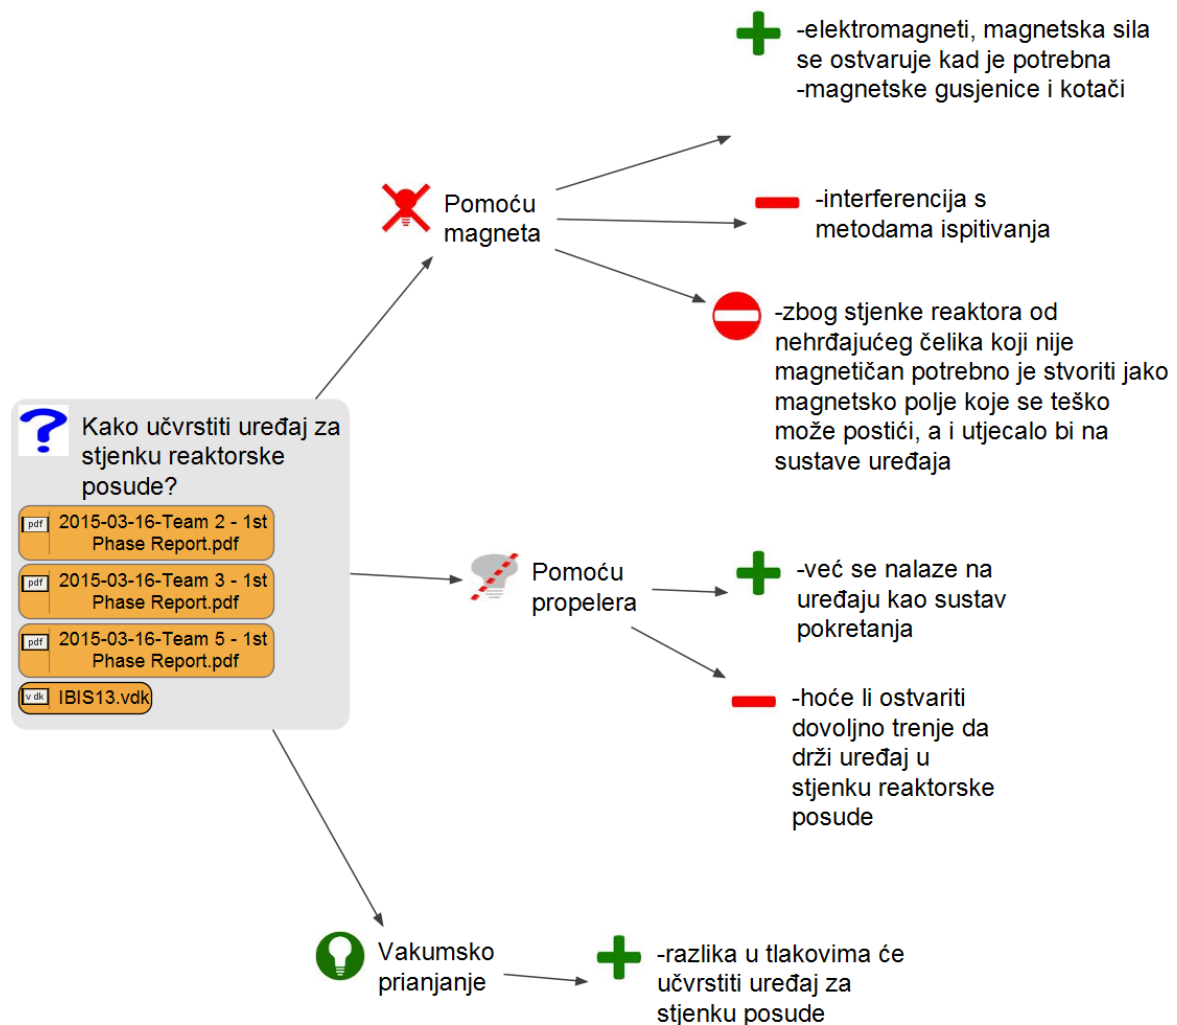 -elektromagneti, magnetska sila
se ostvaruje kad je potrebna
-magnetske gusjenice i kotači
Pomoću
magneta
-interferencija s
metodama ispitivanja
-zbog stjenke reaktora od
nehrđajućeg čelika koji nije
magnetičan potrebno je stvoriti jako
magnetsko polje koje se teško
može postići, a i utjecalo bi na
sustave uređaja
Kako učvrstiti uređaj za
stjenku reaktorske
posude?
pdf 2015-03-16-Team 2 - 1st
Phase Report.pdf
pdf 2015-03-16-Team 3 - 1st
Phase Report.pdf
pdf 2015-03-16-Team 5 - 1st
Phase Report.pdf
vdk IBIS13.vdk
Pomoću
propelera
-već se nalaze na
uređaju kao sustav
pokretanja
-hoće li ostvariti
dovoljno trenje da
drži uređaj u
stjenku reaktorske
posude
Vakumsko
prianjanje
-razlika u tlakovima će
učvrstiti uređaj za
stjenku posude